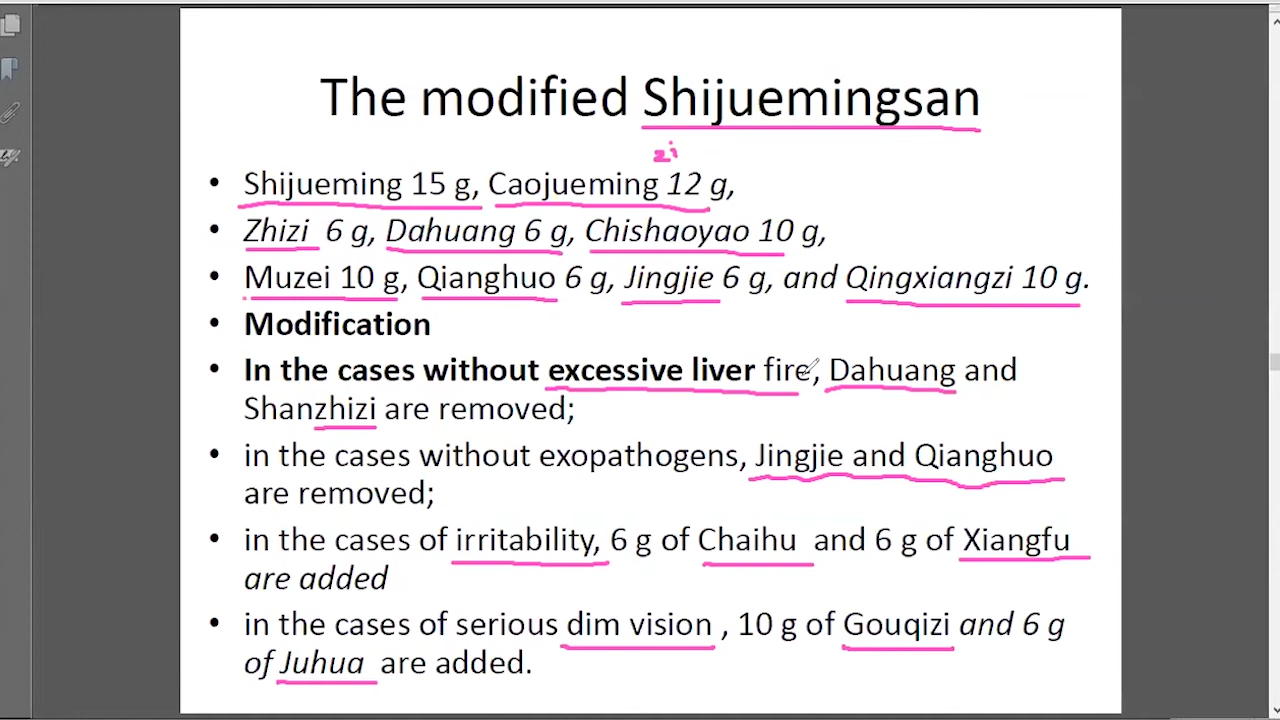 The modified Shijuemingsan
zi
• Shijueming 15 g, Caojueming 12 g,
• Zhizi 6 g, Dahuang 6 g, Chishaoyao 10 g,
• Muzei 10 g, Qianghuo 6 g, Jingjie 6 g, and Qingxiangzi 10 g.
• Modification
• In the cases without excessive liver fire, Dahuang and
Shanzhizi are removed;
• in the cases without exopathogens, Jingjie and Qianghuo
are removed;
• in the cases of irritability, 6 g of Chaihu and 6 g of Xiangfu
are added
• in the cases of serious dim vision , 10 g of Gouqizi and 6 g
of Juhua are added.